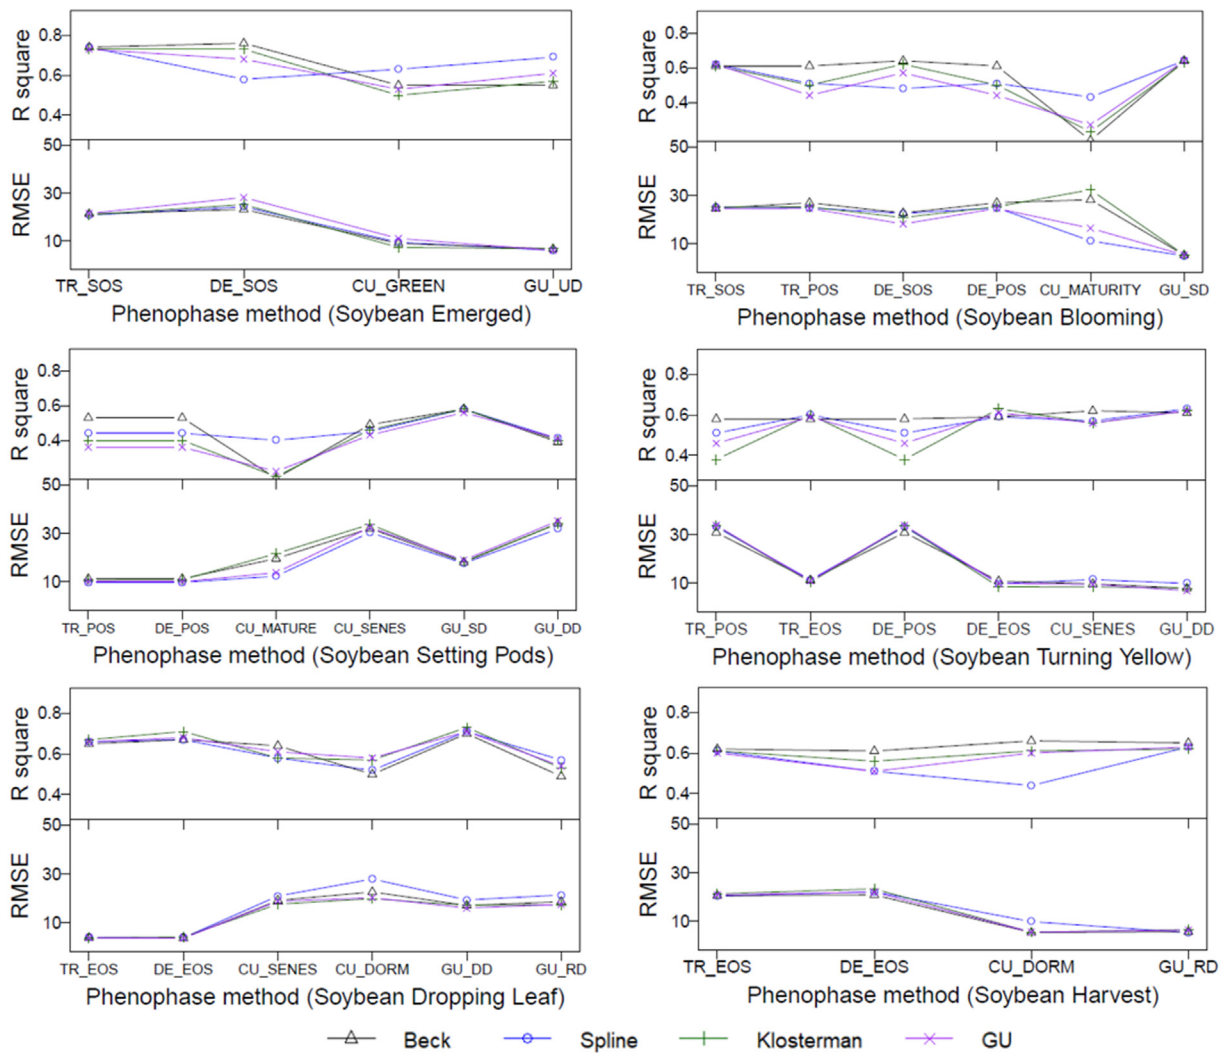 R square
0.8
0.6
0.4
RMSE
50
30
10
TR_SOS DE_SOS CU_GREEN GU_UD
Phenophase method (Soybean Emerged)
R square
0.8
0.6
0.4
RMSE
50
30
10
TR_SOS TR_POS DE_SOS DE_POS CU_MATURITY GU_SD
Phenophase method (Soybean Blooming)
R square
0.8
0.6
0.4
RMSE
50
30
10
TR_POS DE_POS CU_MATURE CU_SENES GU_SD GU_DD
Phenophase method (Soybean Setting Pods)
R square
0.8
0.6
0.4
RMSE
50
30
10
TR_POS TR_EOS DE_POS DE_EOS CU_SENES GU_DD
Phenophase method (Soybean Turning Yellow)
R square
0.8
0.6
0.4
RMSE
50
30
10
TR_EOS DE_EOS CU_SENES CU_DORM GU_DD GU_RD
Phenophase method (Soybean Dropping Leaf)
R square
0.8
0.6
0.4
RMSE
50
30
10
TR_EOS DE_EOS CU_DORM GU_RD
Phenophase method (Soybean Harvest)
Beck Spline Klosterman GU